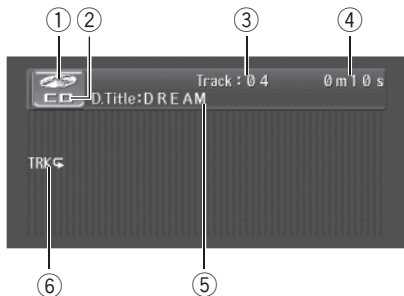 ① ② ③ ④
Track : 0 4 0 m 1 0 s
CD D.Title:D R E A M
TRK
⑥ ⑤